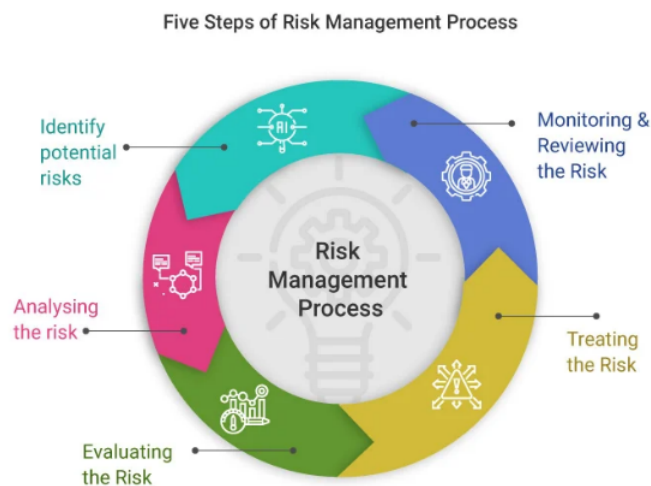 Five Steps of Risk Management Process
Identify
potential
risks
AI
Monitoring &
Reviewing
the Risk
Risk
Management
Process
Analysing
the risk
Treating
the Risk
Evaluating
the Risk